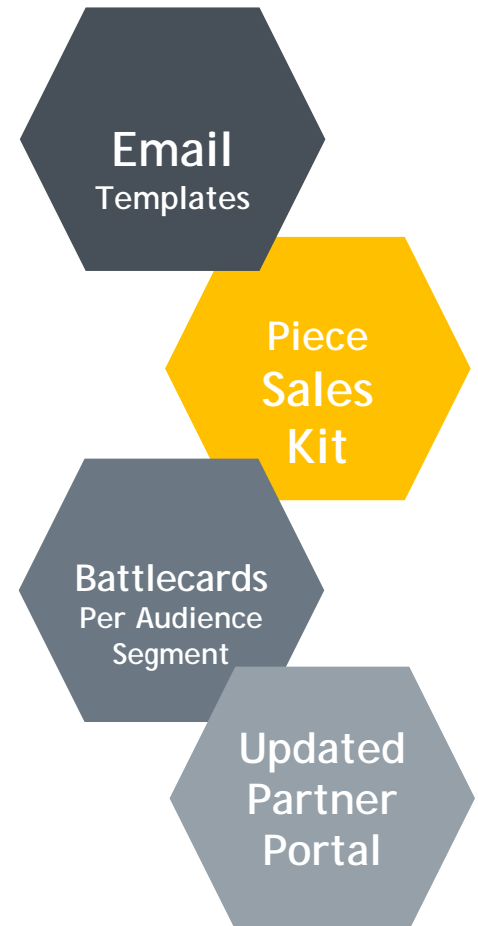 Email
Templates
Piece
Sales
Kit
Battlecards
Per Audience
Segment
Updated
Partner
Portal